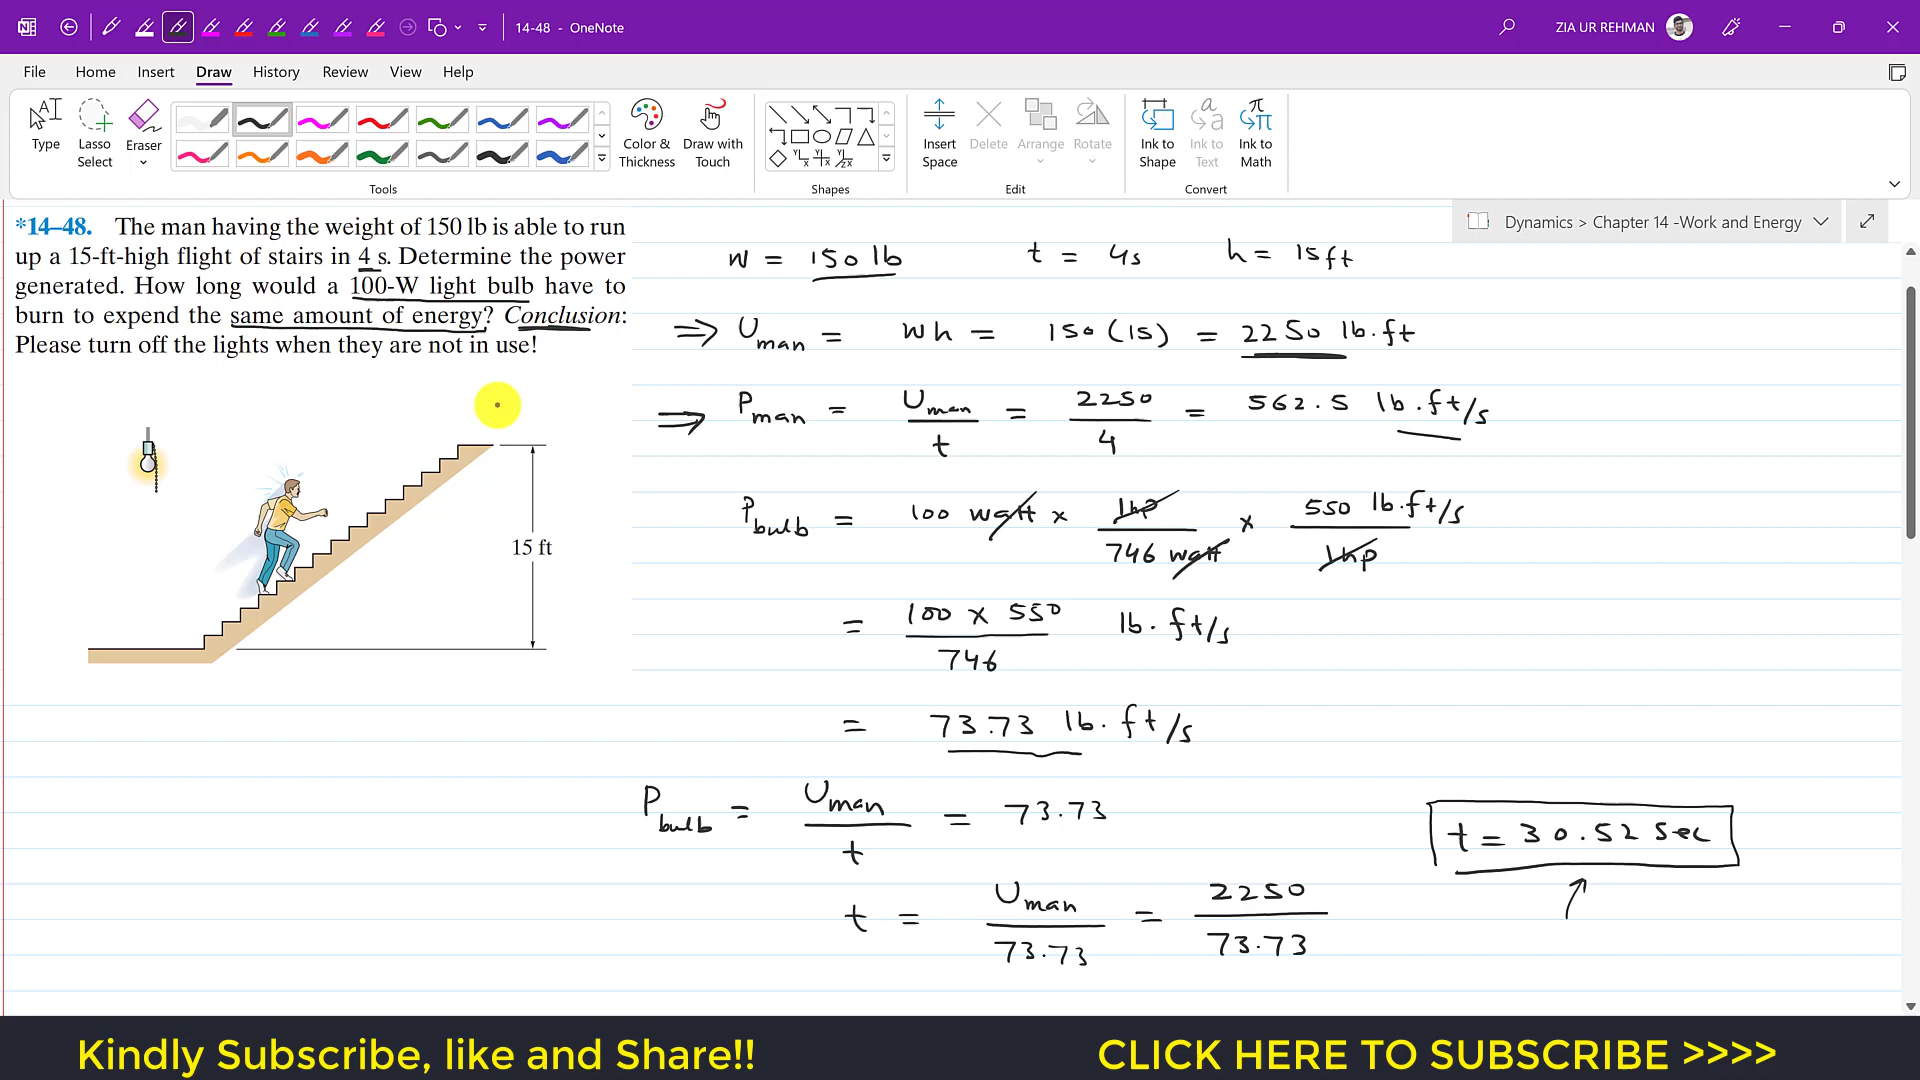 14-48 - OneNote
ZIA UR REHMAN
File Home Insert Draw History Review View Help
Type
Lasso Select
Eraser
Color & Thickness
Draw with Touch
Insert Space
Delete
Arrange
Rotate
Ink to Shape
Ink to Text
Ink to Math
Tools
Shapes
Edit
Convert
Dynamics > Chapter 14 -Work and Energy
*14–48. The man having the weight of 150 lb is able to run
up a 15-ft-high flight of stairs in 4 s. Determine the power
generated. How long would a 100-W light bulb have to
burn to expend the same amount of energy? Conclusion:
Please turn off the lights when they are not in use!
15 ft
W = 150 lb t = 4s h = 15ft
⇒ U man = Wh = 150 (15) = 2250 lb.ft
⇒ P man = U man / t = 2250 / 4 = 562.5 lb.ft/s
P bulb = 100 watt x 1hp / 746 watt x 550 lb.ft/s / 1hp
= 100 x 550 / 746 lb.ft/s
= 73.73 lb.ft/s
P bulb = U man / t = 73.73
t = 30.52 sec
t = U man / 73.73 = 2250 / 73.73
Kindly Subscribe, like and Share!!
CLICK HERE TO SUBSCRIBE >>>>